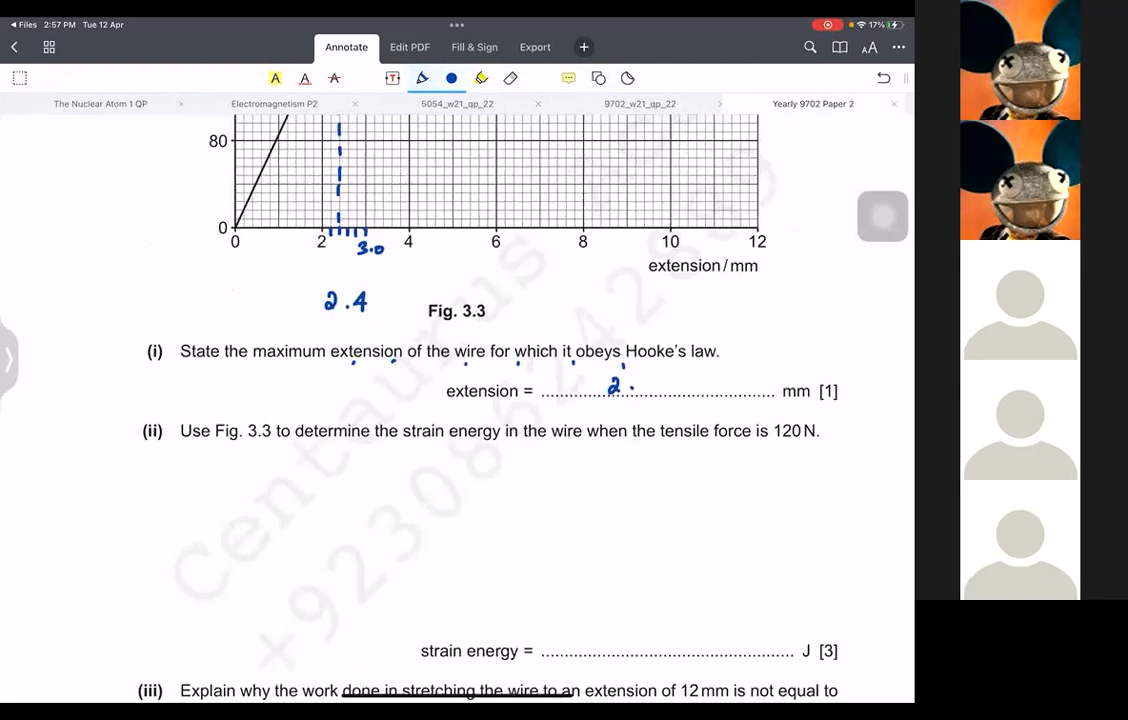 Files 2:57 PM Tue 12 Apr
17%
Annotate Edit PDF Fill & Sign Export
AA
A A A T
The Nuclear Atom 1 QP × Electromagnetism P2 × 5054_w21_qp_22 × 9702_w21_qp_22 × Yearly 9702 Paper 2 ×
80
0
0 2 4 6 8 10 12
3.0
extension/mm
2.4
Fig. 3.3
(i) State the maximum extension of the wire for which it obeys Hooke's law.
2.
extension = .................................................. mm [1]
(ii) Use Fig. 3.3 to determine the strain energy in the wire when the tensile force is 120 N.
Centaurus
+923086242869
strain energy = ...................................................... J [3]
(iii) Explain why the work done in stretching the wire to an extension of 12 mm is not equal to